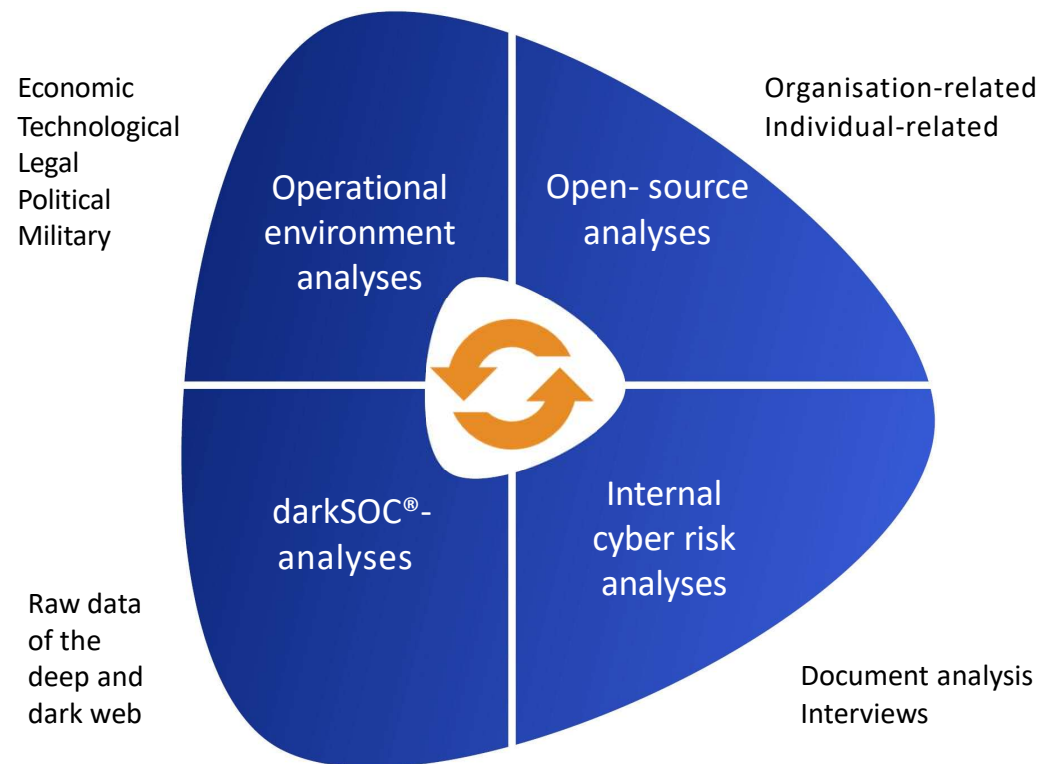 Economic
Technological
Legal
Political
Military
Organisation-related
Individual-related
Operational
environment
analyses
Open- source
analyses
darkSOC®-
analyses
Internal
cyber risk
analyses
Raw data
of the
deep and
dark web
Document analysis
Interviews